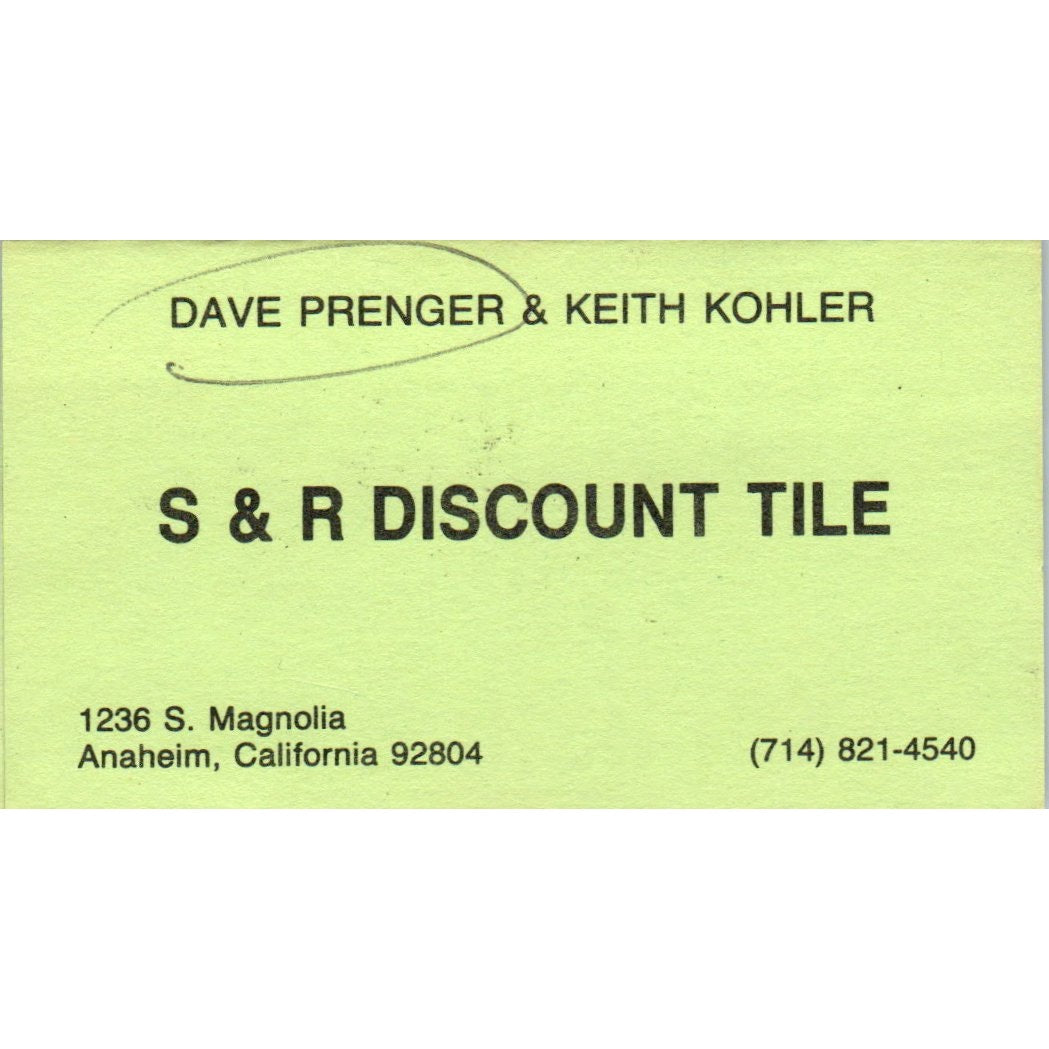 DAVE PRENGER & KEITH KOHLER
S & R DISCOUNT TILE
1236 S. Magnolia
Anaheim, California 92804
(714) 821-4540